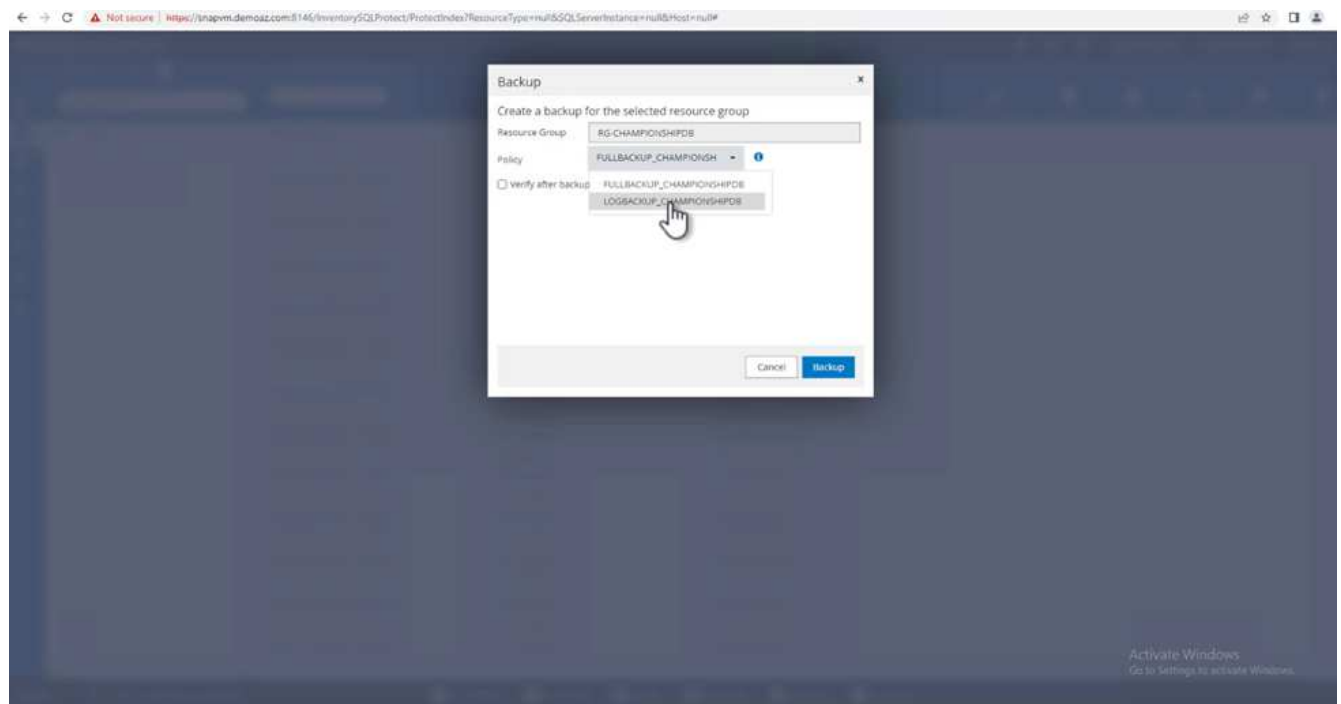 Not secure | https://snapvm.demoaz.com:8146/InventorySQLProtect/ProtectIndex?ResourceType=null&SQLServerInstance=null&Host=null#
Backup
x
Create a backup for the selected resource group
Resource Group RG-CHAMPIONSHIPDB
Policy FULLBACKUP_CHAMPIONSH
Verify after backup FULLBACKUP_CHAMPIONSHIPDB
LOGBACKUP_CHAMPIONSHIPDB
Cancel Backup
Activate Windows
Go to Settings to activate Windows.